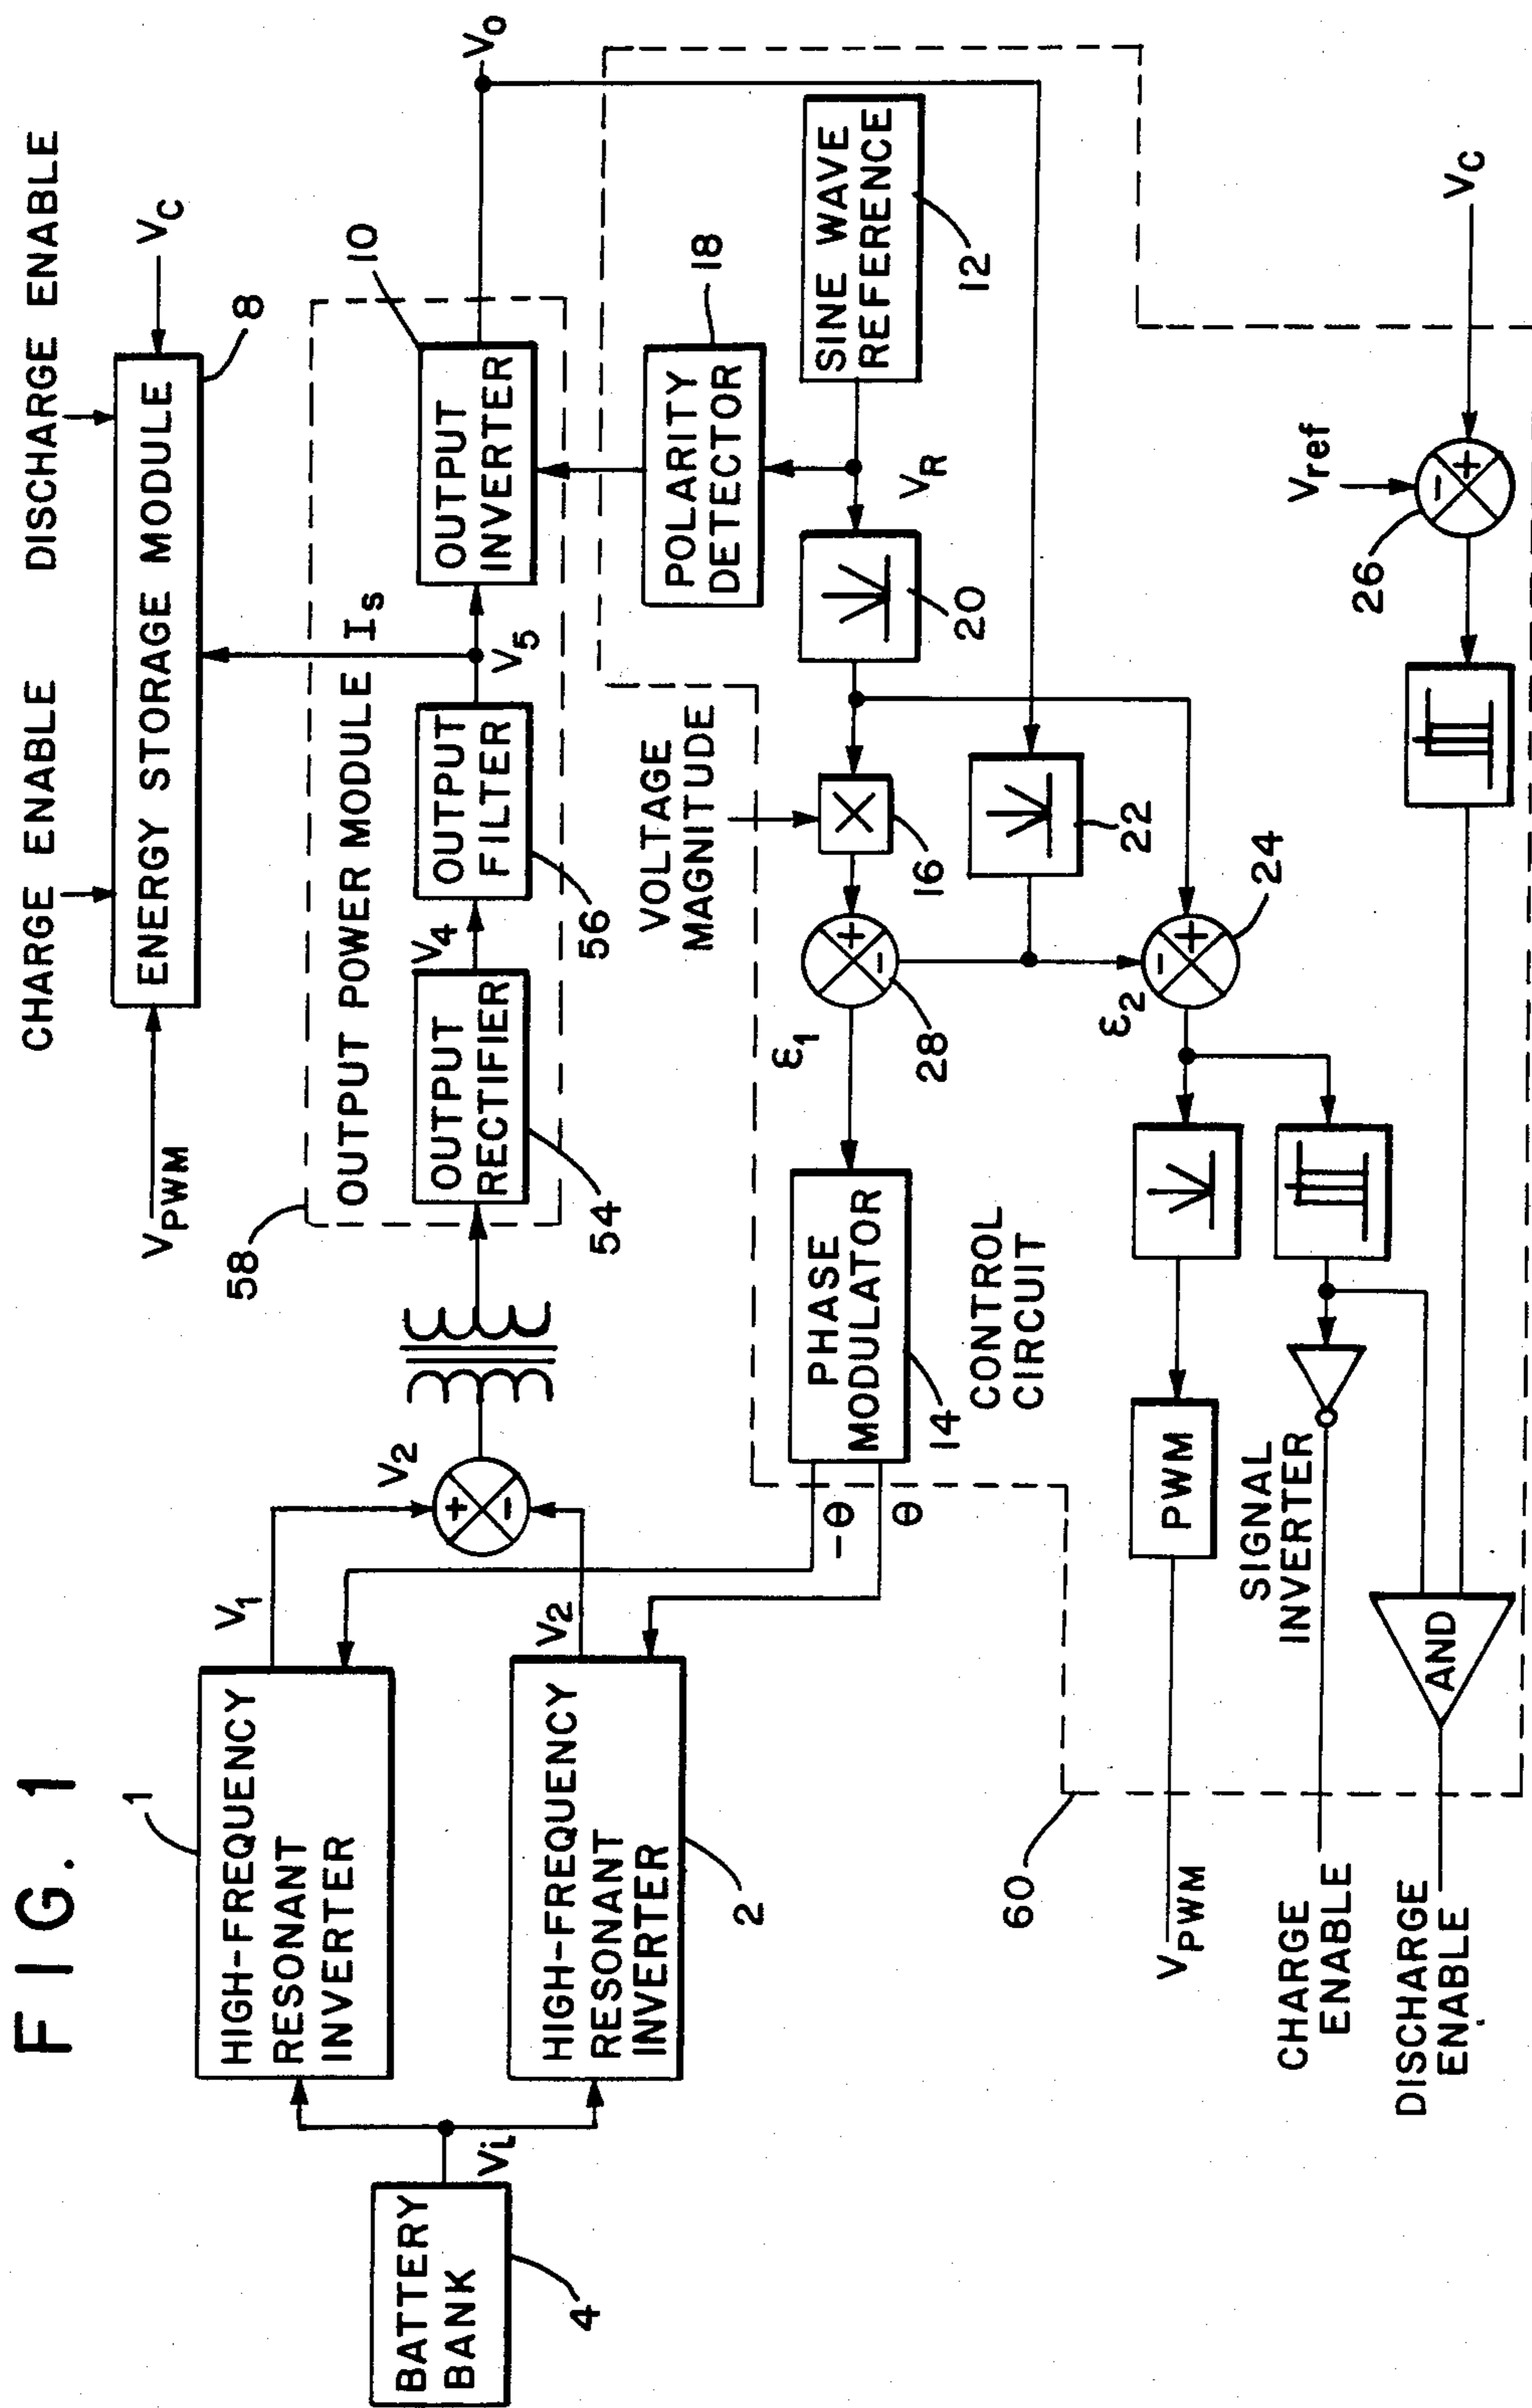 FIG. 1
CHARGE ENABLE
DISCHARGE ENABLE
VPWM
ENERGY STORAGE MODULE
VC
8
58
OUTPUT POWER MODULE
IS
10
1
HIGH-FREQUENCY
RESONANT
INVERTER
V1
V2
OUTPUT
RECTIFIER
54
V4
OUTPUT
FILTER
56
V5
OUTPUT
INVERTER
VO
BATTERY
BANK
4
Vi
HIGH-FREQUENCY
RESONANT
INVERTER
2
V2
+
-
-θ
θ
VOLTAGE
MAGNITUDE
POLARITY
DETECTOR
18
PHASE
MODULATOR
14
ε1
+
-
28
×
16
20
VR
SINE WAVE
REFERENCE
12
CONTROL
CIRCUIT
22
60
ε2
-
+
24
VPWM
PWM
SIGNAL
INVERTER
CHARGE
ENABLE
DISCHARGE
ENABLE
AND
26
Vref
-
+
VC